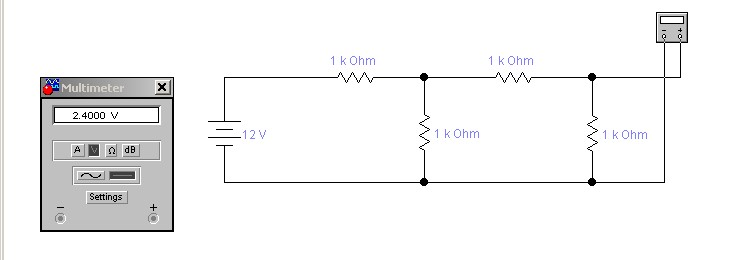 Multimeter
2.4000 V
A V Ω dB
Settings
− +
12 V
1 k Ohm
1 k Ohm
1 k Ohm
1 k Ohm
− +